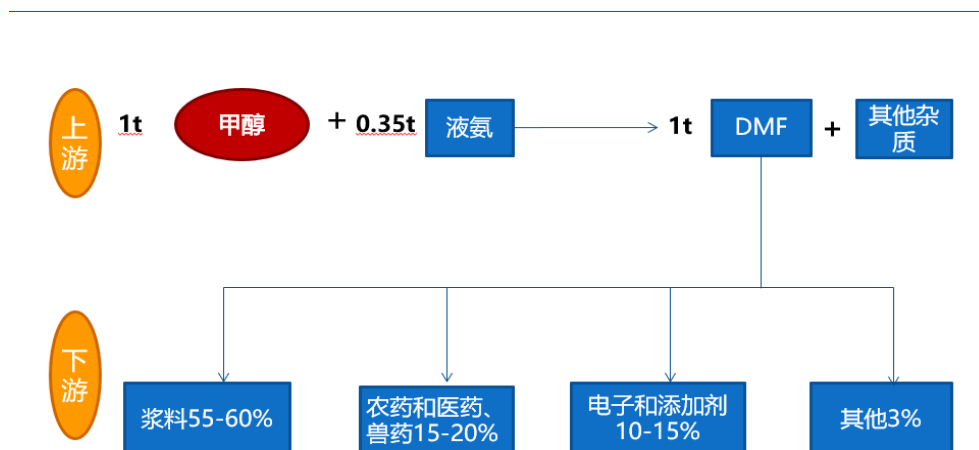 上游
1t 甲醇 + 0.35t 液氨 1t DMF + 其他杂
质
下游
浆料55-60%
农药和医药、
兽药15-20%
电子和添加剂
10-15%
其他3%